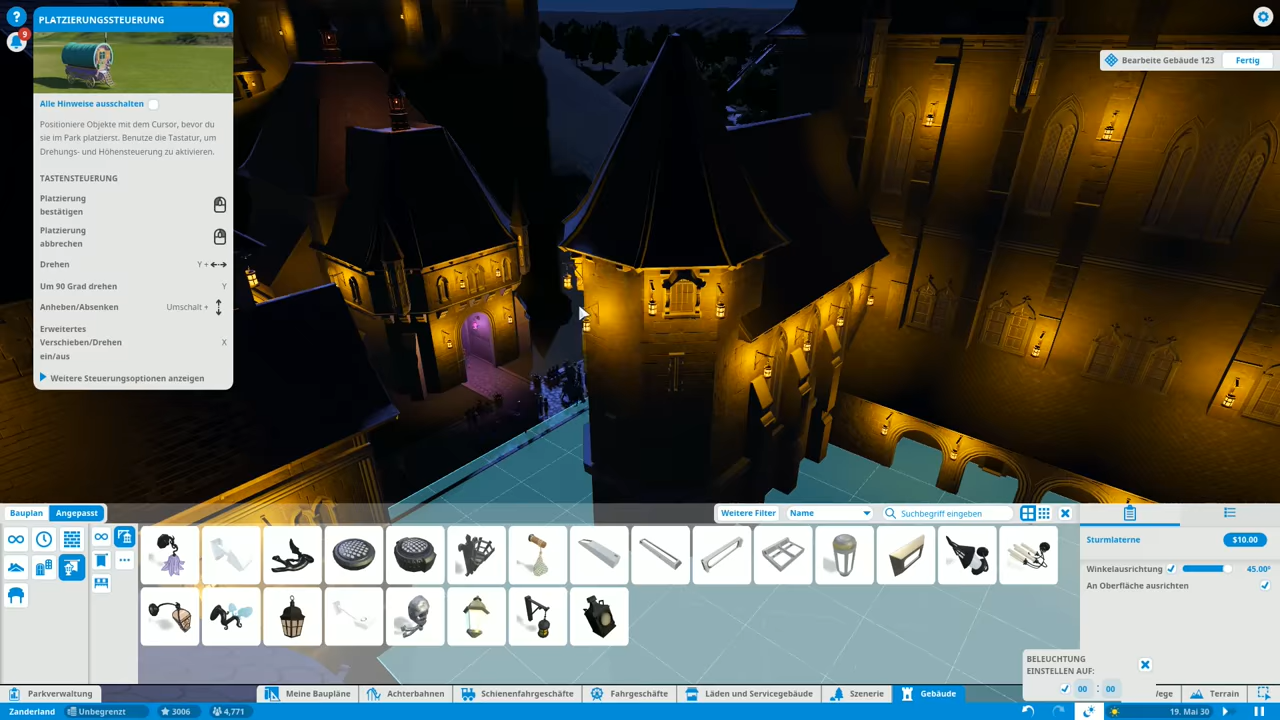 ?
9
PLATZIERUNGSSTEUERUNG
Alle Hinweise ausschalten
Positioniere Objekte mit dem Cursor, bevor du
sie im Park platzierst. Benutze die Tastatur, um
Drehungs- und Höhensteuerung zu aktivieren.
TASTENSTEUERUNG
Platzierung
bestätigen
Platzierung
abbrechen
Drehen Y +
Um 90 Grad drehen Y
Anheben/Absenken Umschalt +
Erweitertes
Verschieben/Drehen X
ein/aus
Weitere Steuerungsoptionen anzeigen
Bearbeite Gebäude 123 Fertig
Bauplan Angepasst
Weitere Filter Name Suchbegriff eingeben
Sturmlaterne $10.00
Winkelausrichtung 45.00°
An Oberfläche ausrichten
BELEUCHTUNG
EINSTELLEN AUF:
00 : 00
Parkverwaltung Meine Baupläne Achterbahnen Schienenfahrgeschäfte Fahrgeschäfte Läden und Servicegebäude Szenerie Gebäude Wege Terrain
Zanderland Unbegrenzt 3006 4,771 19. Mai 30